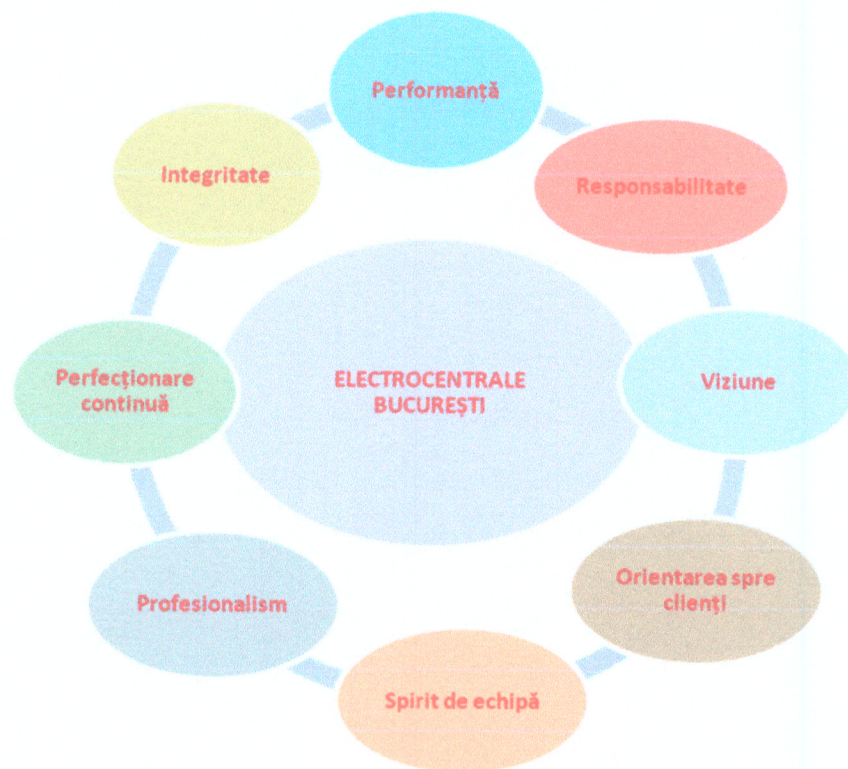 Performanță
Integritate
Responsabilitate
Perfecționare
continuă
ELECTROCENTRALE
BUCUREȘTI
Viziune
Orientarea spre
clienți
Profesionalism
Spirit de echipă